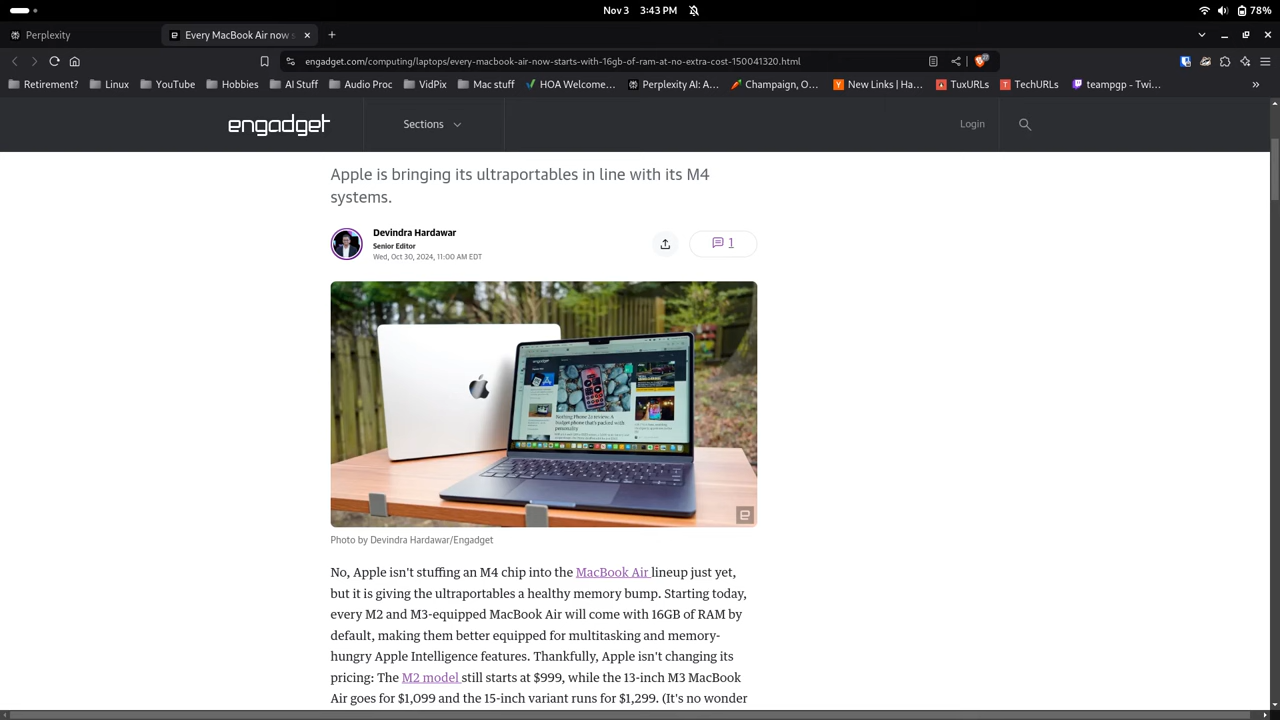 Nov 3 3:43 PM
78%
Perplexity
Every MacBook Air now s
engadget.com/computing/laptops/every-macbook-air-now-starts-with-16gb-of-ram-at-no-extra-cost-150041320.html
Retirement? Linux YouTube Hobbies AI Stuff Audio Proc VidPix Mac stuff HOA Welcome... Perplexity AI: A... Champaign, O... New Links | Ha... TuxURLs TechURLs teampgp - Twi...
engadget Sections Login
Apple is bringing its ultraportables in line with its M4
systems.
Devindra Hardawar
Senior Editor
Wed, Oct 30, 2024, 11:00 AM EDT
1
engadget
Photo by Devindra Hardawar/Engadget
No, Apple isn't stuffing an M4 chip into the MacBook Air lineup just yet,
but it is giving the ultraportables a healthy memory bump. Starting today,
every M2 and M3-equipped MacBook Air will come with 16GB of RAM by
default, making them better equipped for multitasking and memory-
hungry Apple Intelligence features. Thankfully, Apple isn't changing its
pricing: The M2 model still starts at $999, while the 13-inch M3 MacBook
Air goes for $1,099 and the 15-inch variant runs for $1,299. (It's no wonder